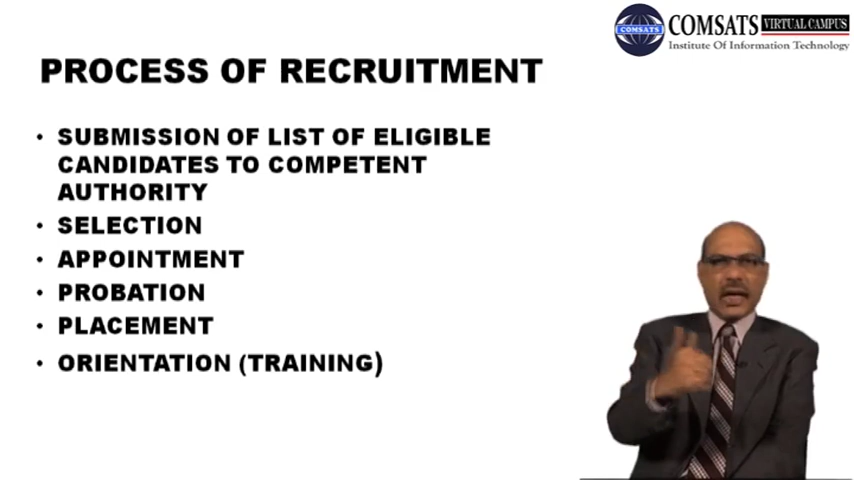 COMSATS VIRTUAL CAMPUS
COMSATS
Institute Of Information Technology
PROCESS OF RECRUITMENT
• SUBMISSION OF LIST OF ELIGIBLE
CANDIDATES TO COMPETENT
AUTHORITY
• SELECTION
• APPOINTMENT
• PROBATION
• PLACEMENT
• ORIENTATION (TRAINING)